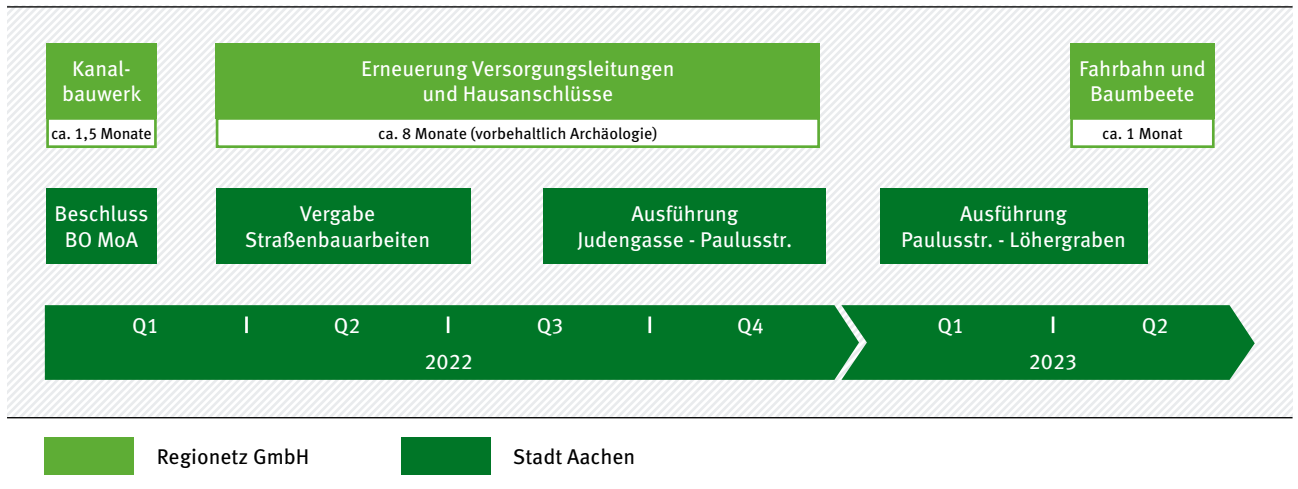 Kanal-
bauwerk
ca. 1,5 Monate
Erneuerung Versorgungsleitungen
und Hausanschlüsse
ca. 8 Monate (vorbehaltlich Archäologie)
Fahrbahn und
Baumbeete
ca. 1 Monat
Beschluss
BO MoA
Vergabe
Straßenbauarbeiten
Ausführung
Judengasse - Paulusstr.
Ausführung
Paulusstr. - Löhergraben
Q1 I Q2 I Q3 I Q4 Q1 I Q2
2022 2023
Regionetz GmbH
Stadt Aachen